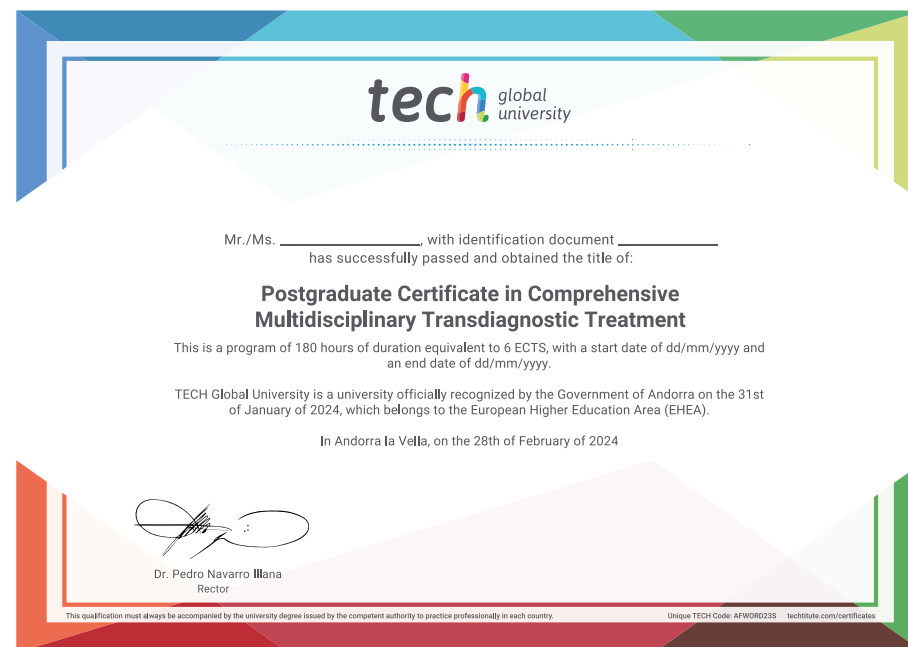 tech global
university
Mr./Ms. ____________________, with identification document ______________
has successfully passed and obtained the title of:
Postgraduate Certificate in Comprehensive
Multidisciplinary Transdiagnostic Treatment
This is a program of 180 hours of duration equivalent to 6 ECTS, with a start date of dd/mm/yyyy and
an end date of dd/mm/yyyy.
TECH Global University is a university officially recognized by the Government of Andorra on the 31st
of January of 2024, which belongs to the European Higher Education Area (EHEA).
In Andorra la Vella, on the 28th of February of 2024
Dr. Pedro Navarro Illana
Rector
This qualification must always be accompanied by the university degree issued by the competent authority to practice professionally in each country.
Unique TECH Code: AFWORD23S techtitute.com/certificates